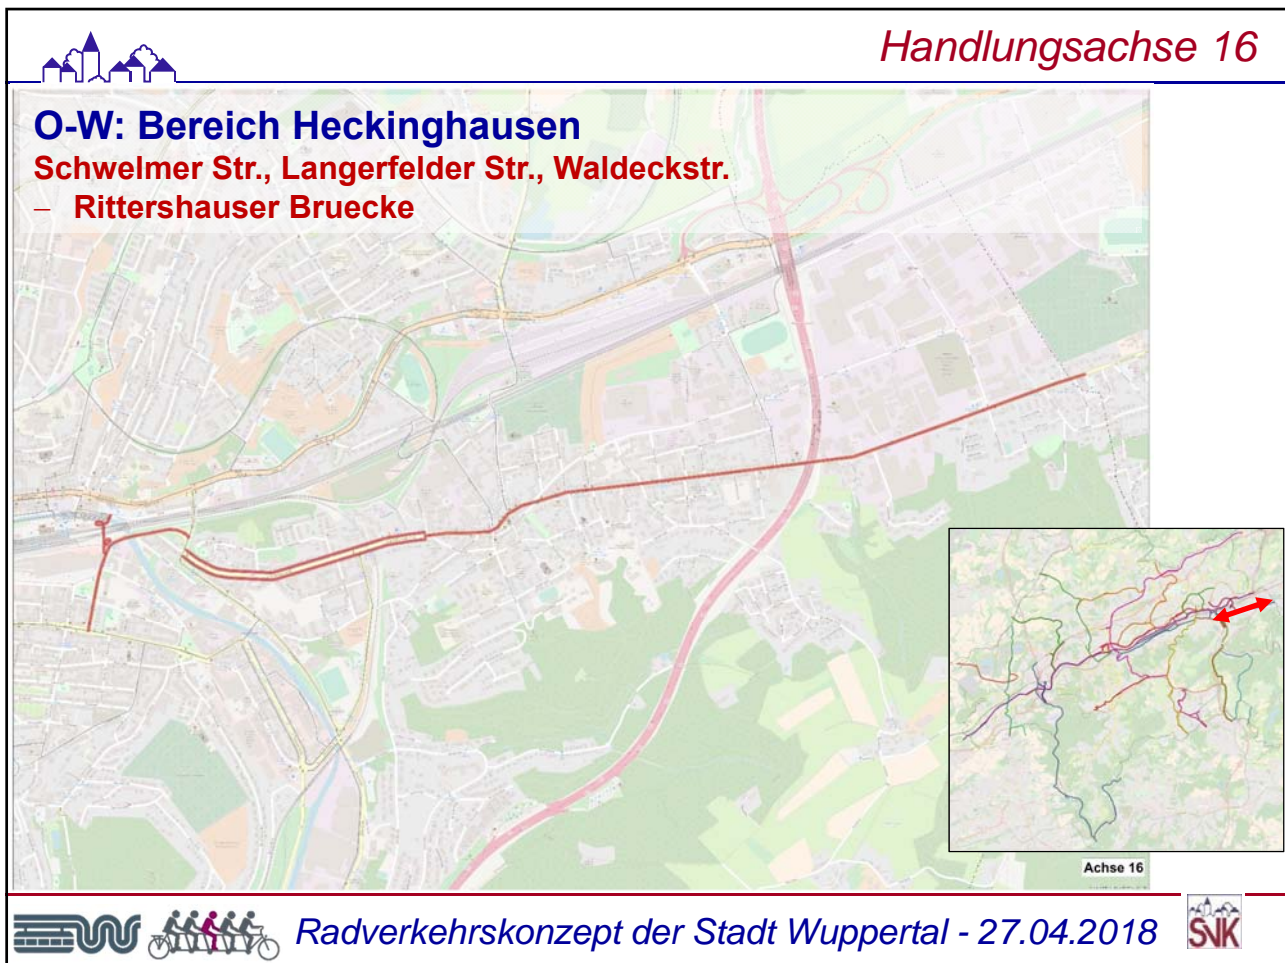 Handlungsachse 16
O-W: Bereich Heckinghausen
Schwelmer Str., Langerfelder Str., Waldeckstr.
– Rittershauser Bruecke
Achse 16
Radverkehrskonzept der Stadt Wuppertal - 27.04.2018
SVK